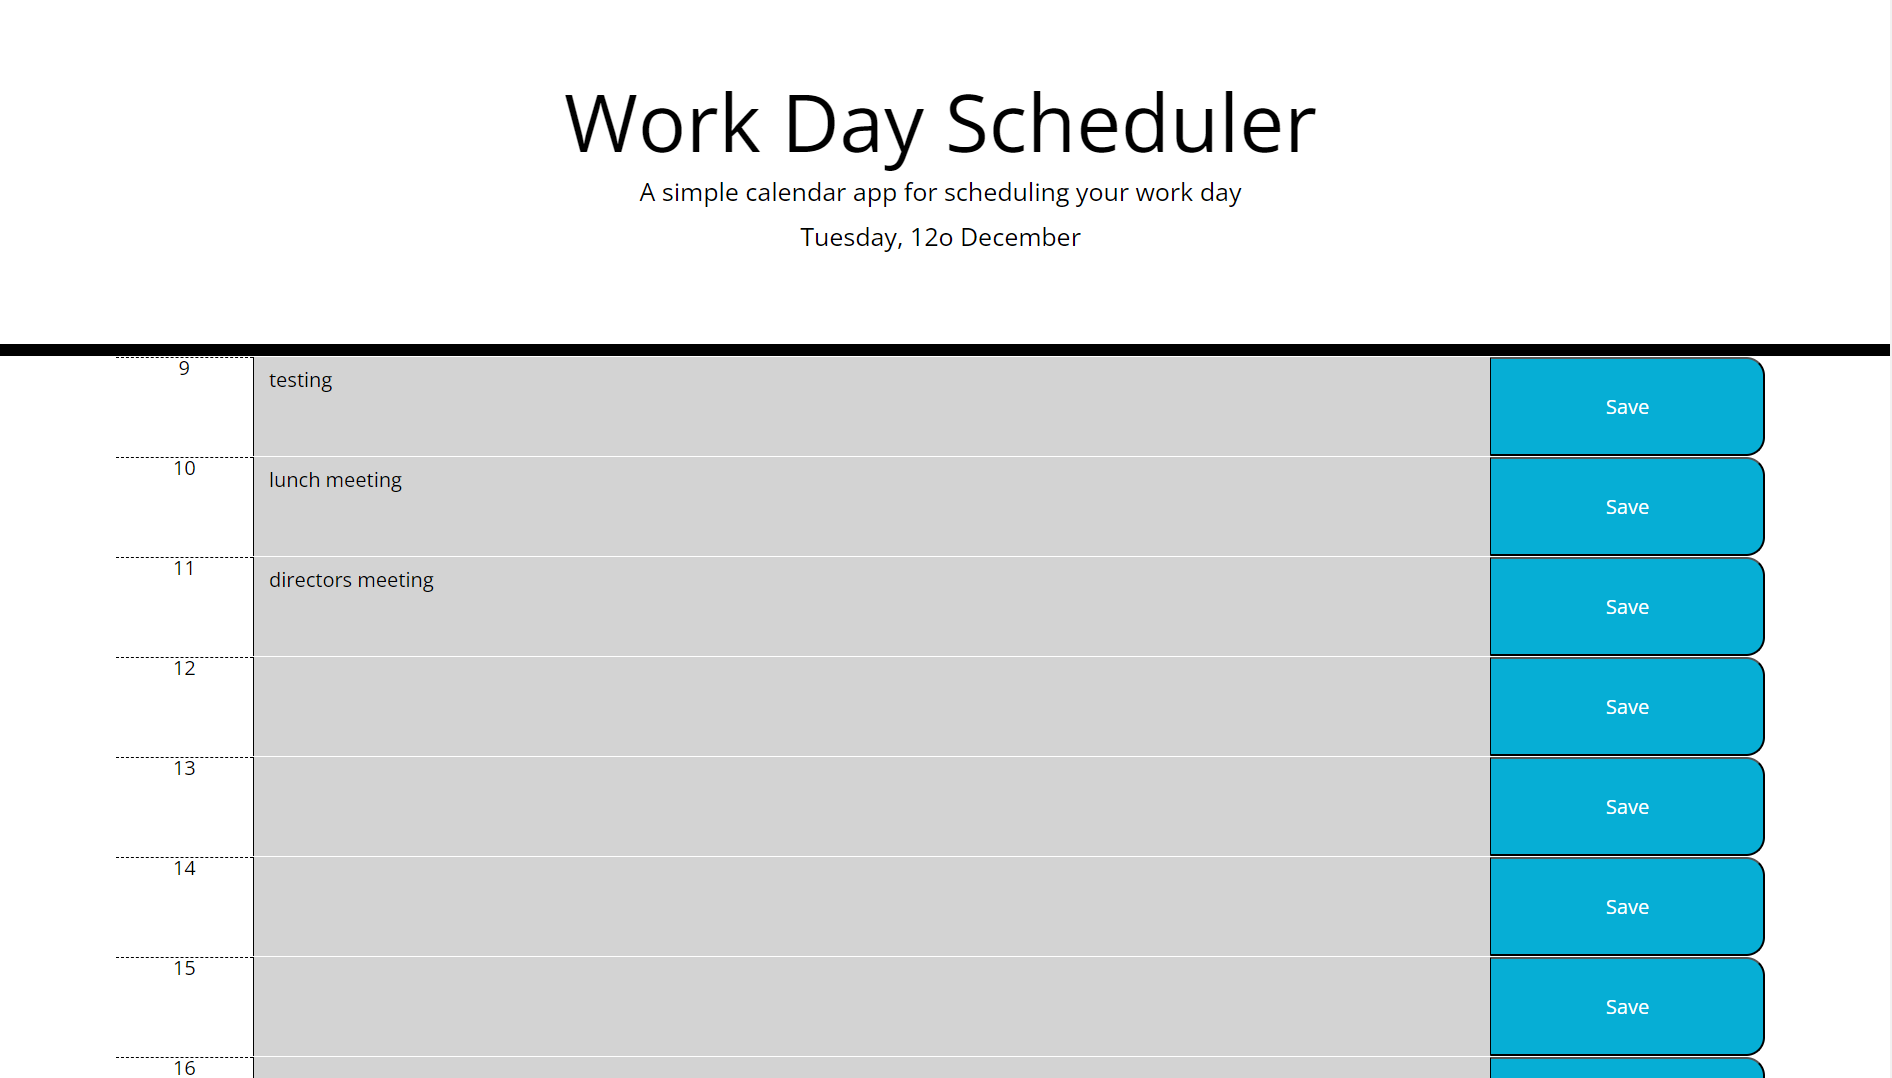 Work Day Scheduler
A simple calendar app for scheduling your work day
Tuesday, 12o December
9 testing Save
10 lunch meeting Save
11 directors meeting Save
12 Save
13 Save
14 Save
15 Save
16